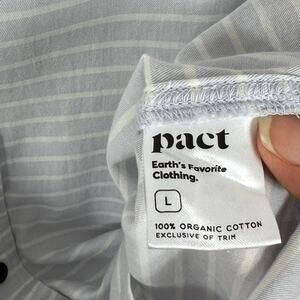 pact
Earth's Favorite
Clothing.
L
100% ORGANIC COTTON
EXCLUSIVE OF TRIM